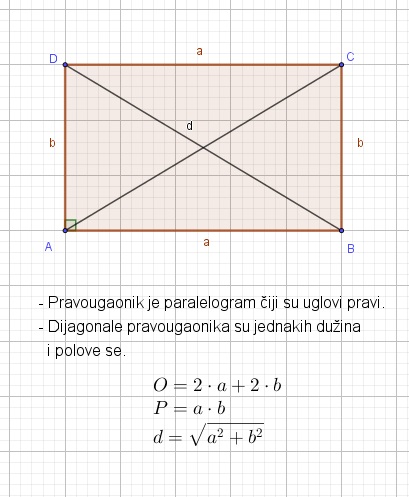 a
D
C
d
b
b
A
a
B
- Pravougaonik je paralelogram čiji su uglovi pravi.
- Dijagonale pravougaonika su jednakih dužina
i polove se.
O = 2 · a + 2 · b
P = a · b
d = √(a² + b²)